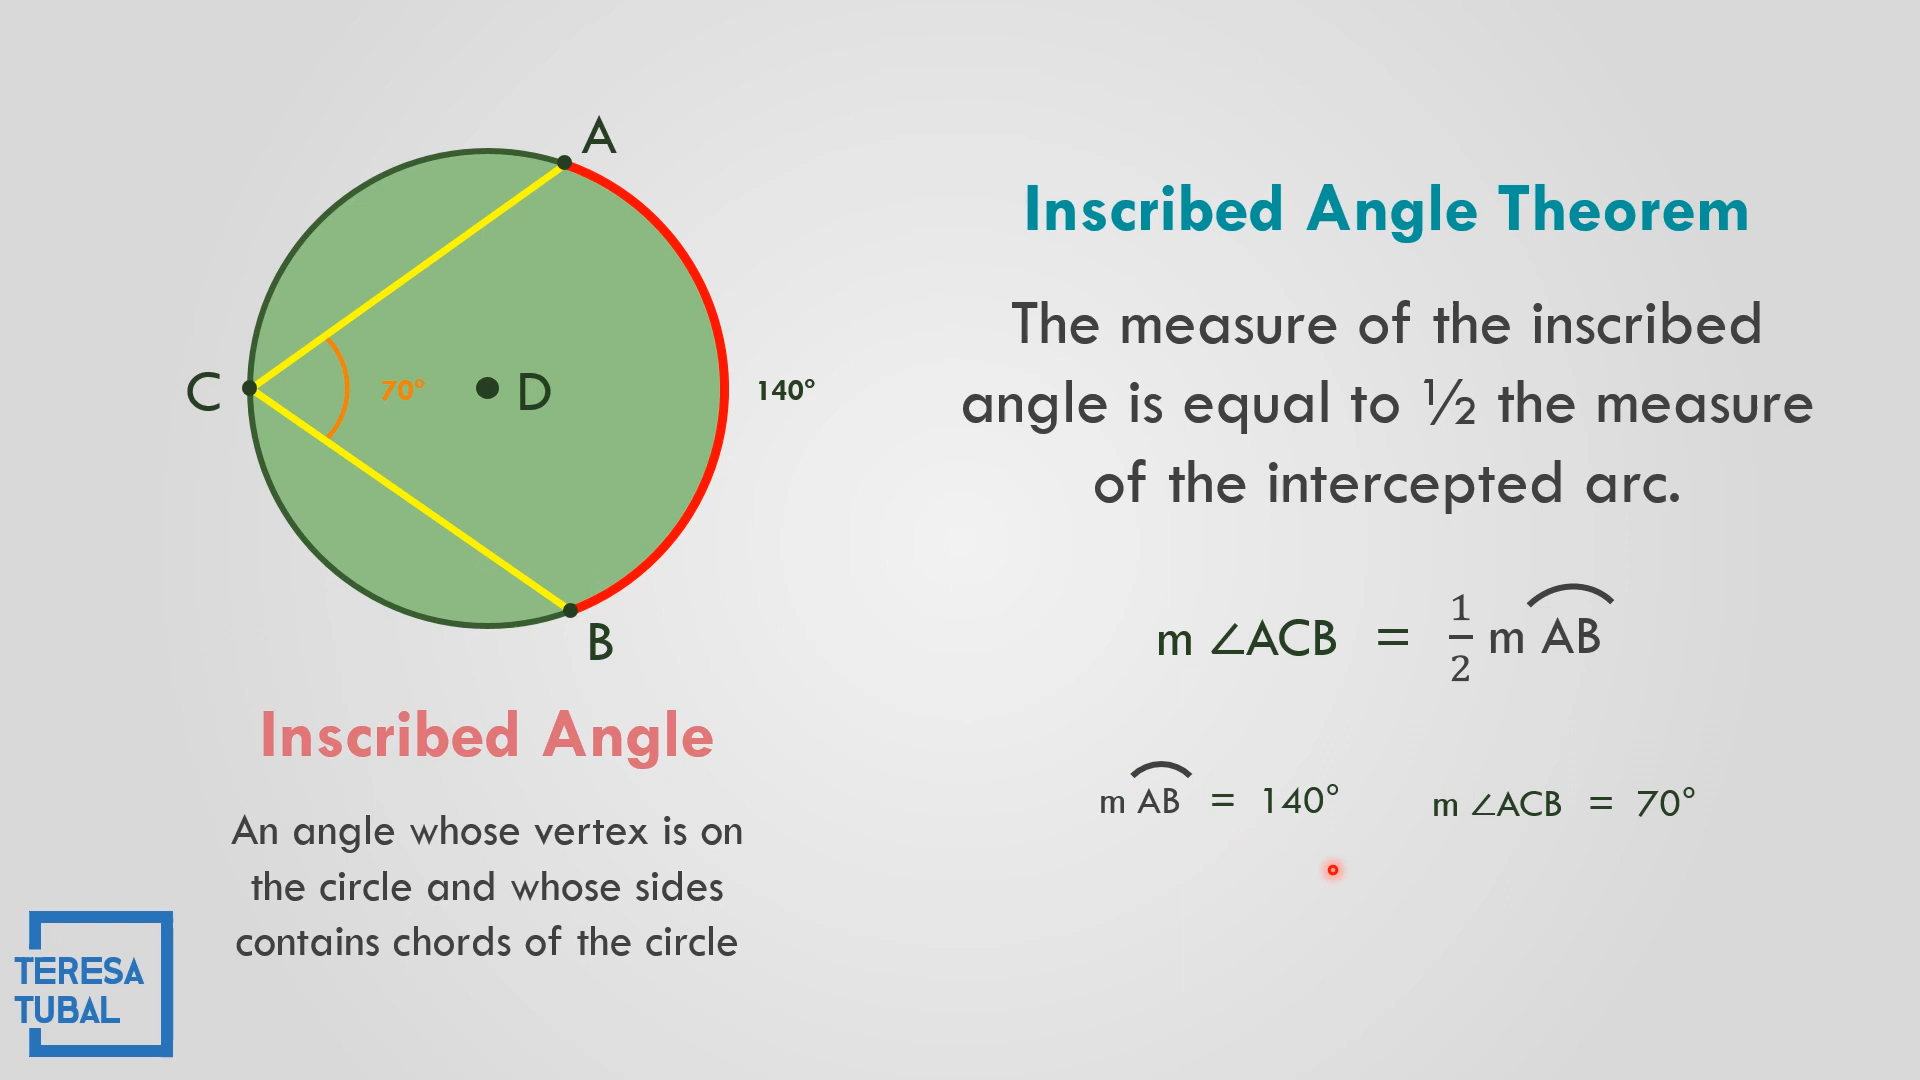 A
C
70°
D
140°
B
Inscribed Angle
An angle whose vertex is on
the circle and whose sides
contains chords of the circle
TERESA
TUBAL
Inscribed Angle Theorem
The measure of the inscribed
angle is equal to ½ the measure
of the intercepted arc.
m ∠ACB = 1/2 m AB
m AB = 140° m ∠ACB = 70°